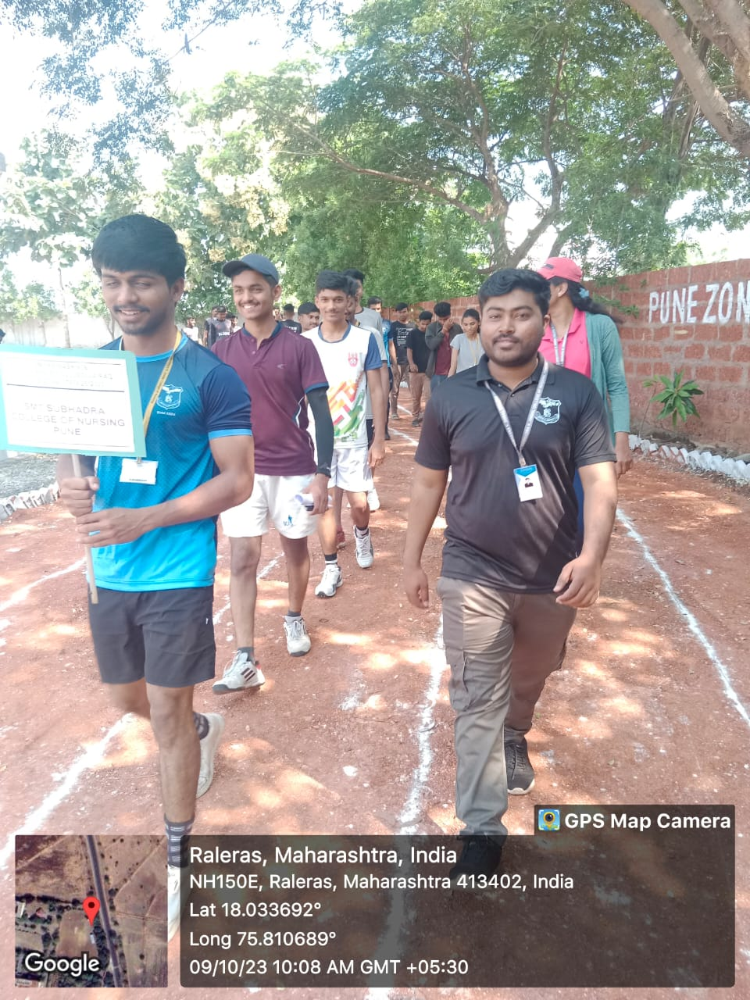 PUNE ZON
SMT SUBHADRA
COLLEGE OF NURSING
PUNE
GPS Map Camera
Raleras, Maharashtra, India
NH150E, Raleras, Maharashtra 413402, India
Lat 18.033692°
Long 75.810689°
09/10/23 10:08 AM GMT +05:30
Google